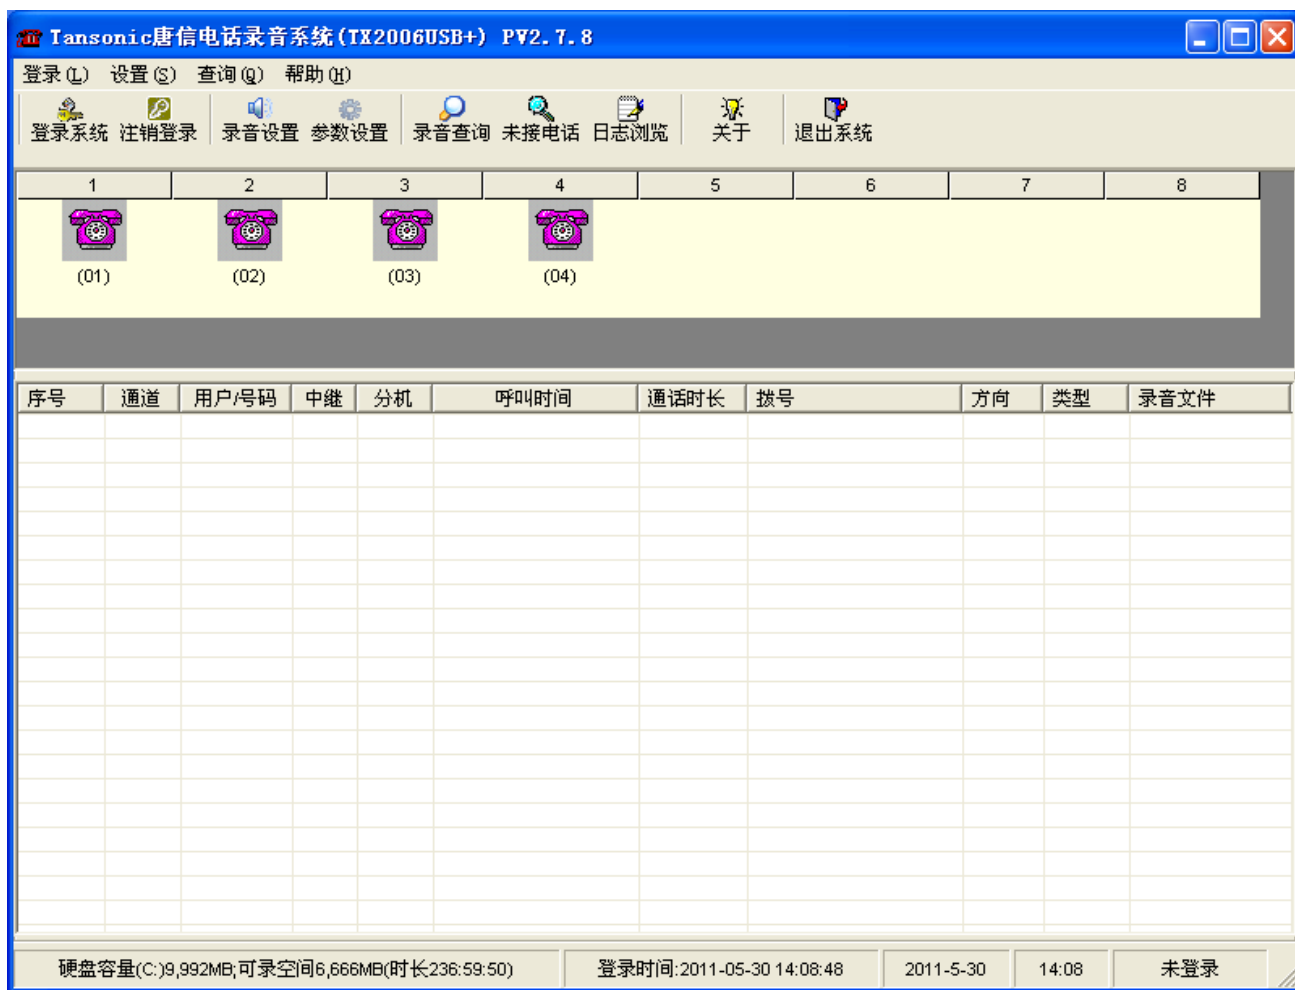 Tansonic唐信电话录音系统(TX2006USB+) PV2.7.8
登录(L) 设置(S) 查询(Q) 帮助(H)
登录系统 注销登录 录音设置 参数设置 录音查询 未接电话 日志浏览 关于 退出系统
1 2 3 4 5 6 7 8
(01) (02) (03) (04)
序号 通道 用户/号码 中继 分机 呼叫时间 通话时长 拨号 方向 类型 录音文件
硬盘容量(C:)9,992MB;可录空间6,666MB(时长236:59:50) 登录时间:2011-05-30 14:08:48 2011-5-30 14:08 未登录